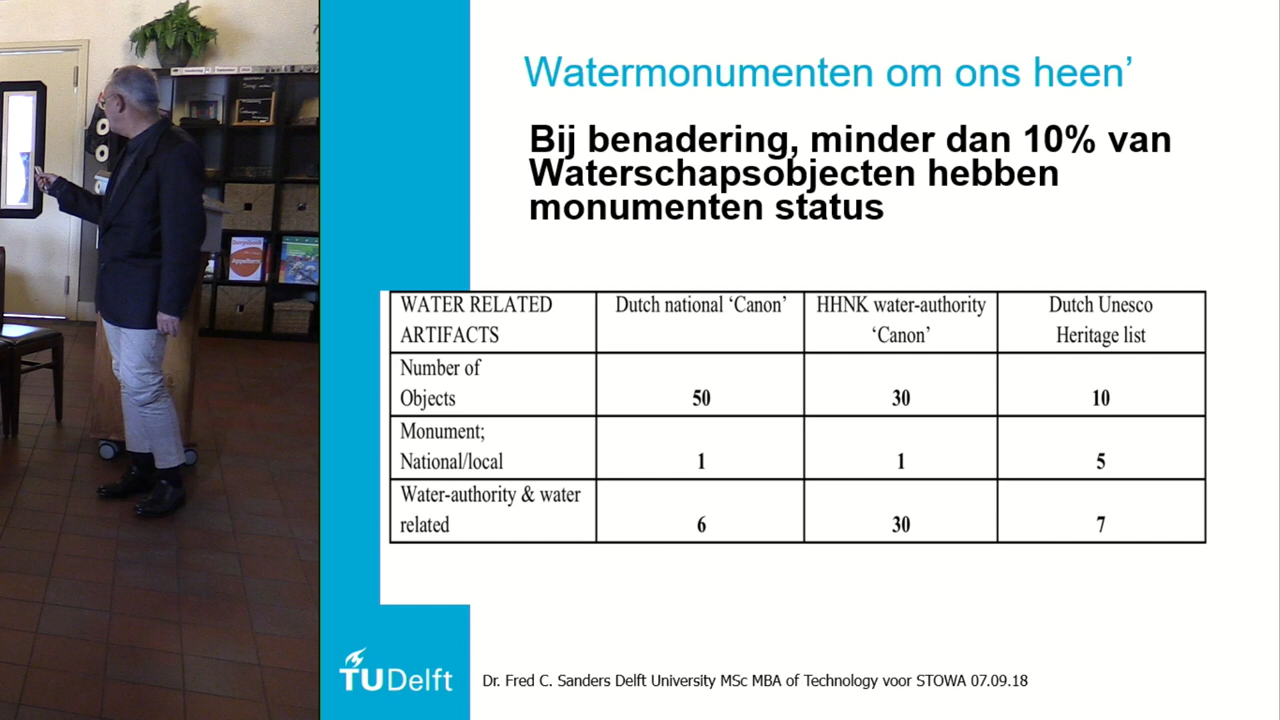 Watermonumenten om ons heen’
Bij benadering, minder dan 10% van
Waterschapsobjecten hebben
monumenten status
WATER RELATED ARTIFACTS
Dutch national ‘Canon’
HHNK water-authority ‘Canon’
Dutch Unesco Heritage list
Number of Objects
50
30
10
Monument; National/local
1
1
5
Water-authority & water related
6
30
7
TUDelft
Dr. Fred C. Sanders Delft University MSc MBA of Technology voor STOWA 07.09.18